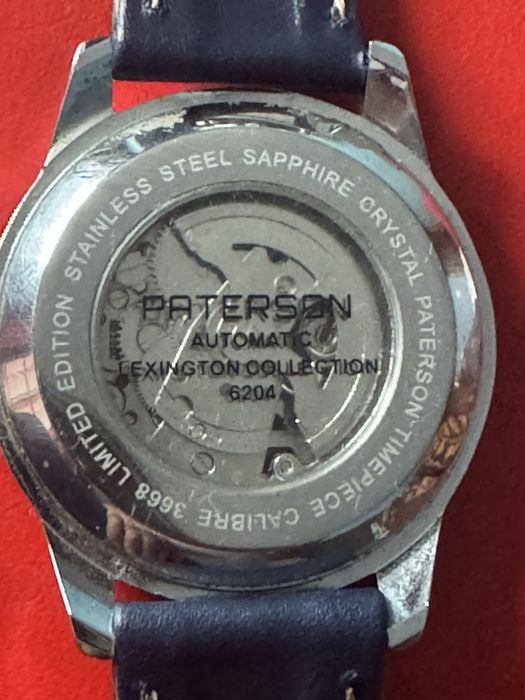 LIMITED EDITION STAINLESS STEEL SAPPHIRE CRYSTAL PATERSON TIMEPIECE CALIBRE 3668
PATERSON
AUTOMATIC
LEXINGTON COLLECTION
6204